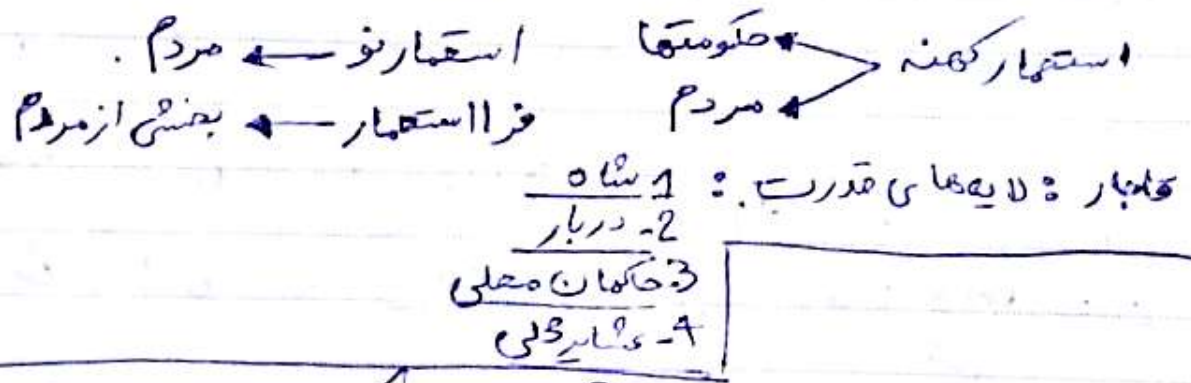 استعمار کهنه حکومتها استعمار نو مردم .
مردم فرا استعمار بخشی از مردم
قاجار : لایه های قدرت : 1 شاه
2- دربار
3. حاکمان محلی
4- عشایر محلی